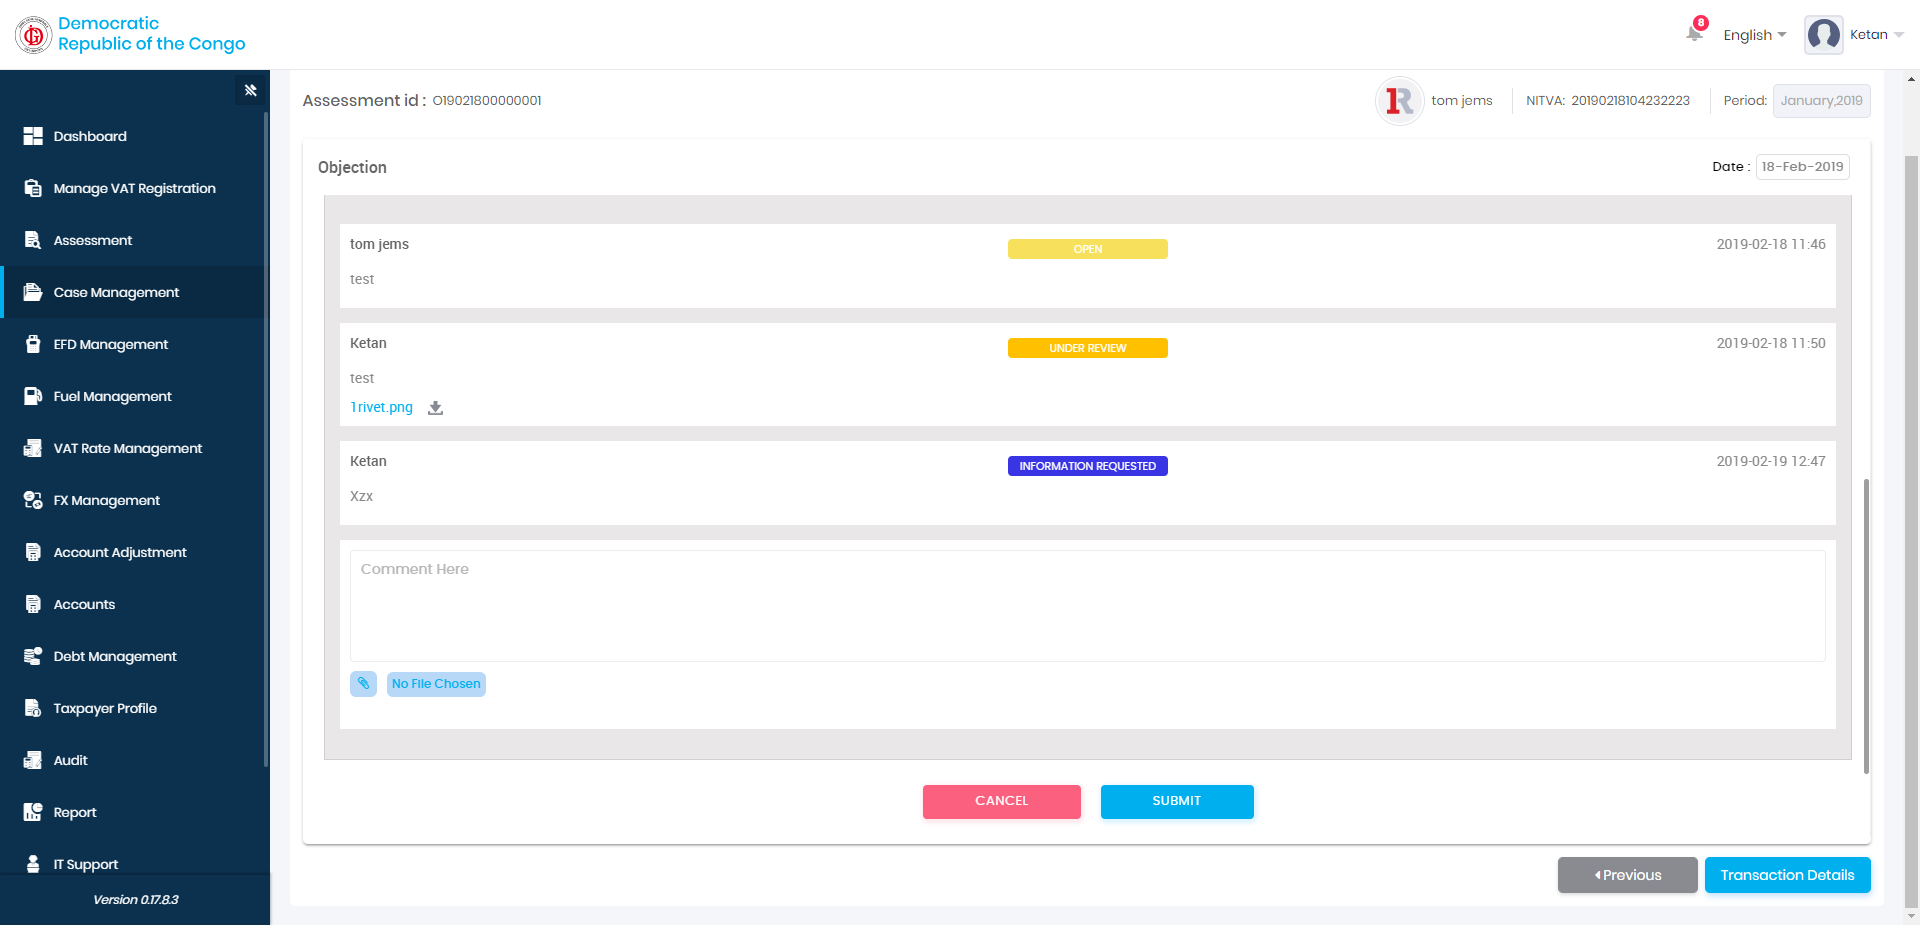 Democratic
Republic of the Congo
8
English
Ketan
Assessment id : O19021800000001
1R
tom jems
NITVA: 20190218104232223
Period: January,2019
Dashboard
Manage VAT Registration
Assessment
Case Management
EFD Management
Fuel Management
VAT Rate Management
FX Management
Account Adjustment
Accounts
Debt Management
Taxpayer Profile
Audit
Report
IT Support
Version 0.17.8.3
Objection
Date : 18-Feb-2019
tom jems
OPEN
2019-02-18 11:46
test
Ketan
UNDER REVIEW
2019-02-18 11:50
test
1rivet.png
Ketan
INFORMATION REQUESTED
2019-02-19 12:47
Xzx
Comment Here
No File Chosen
CANCEL
SUBMIT
Previous
Transaction Details